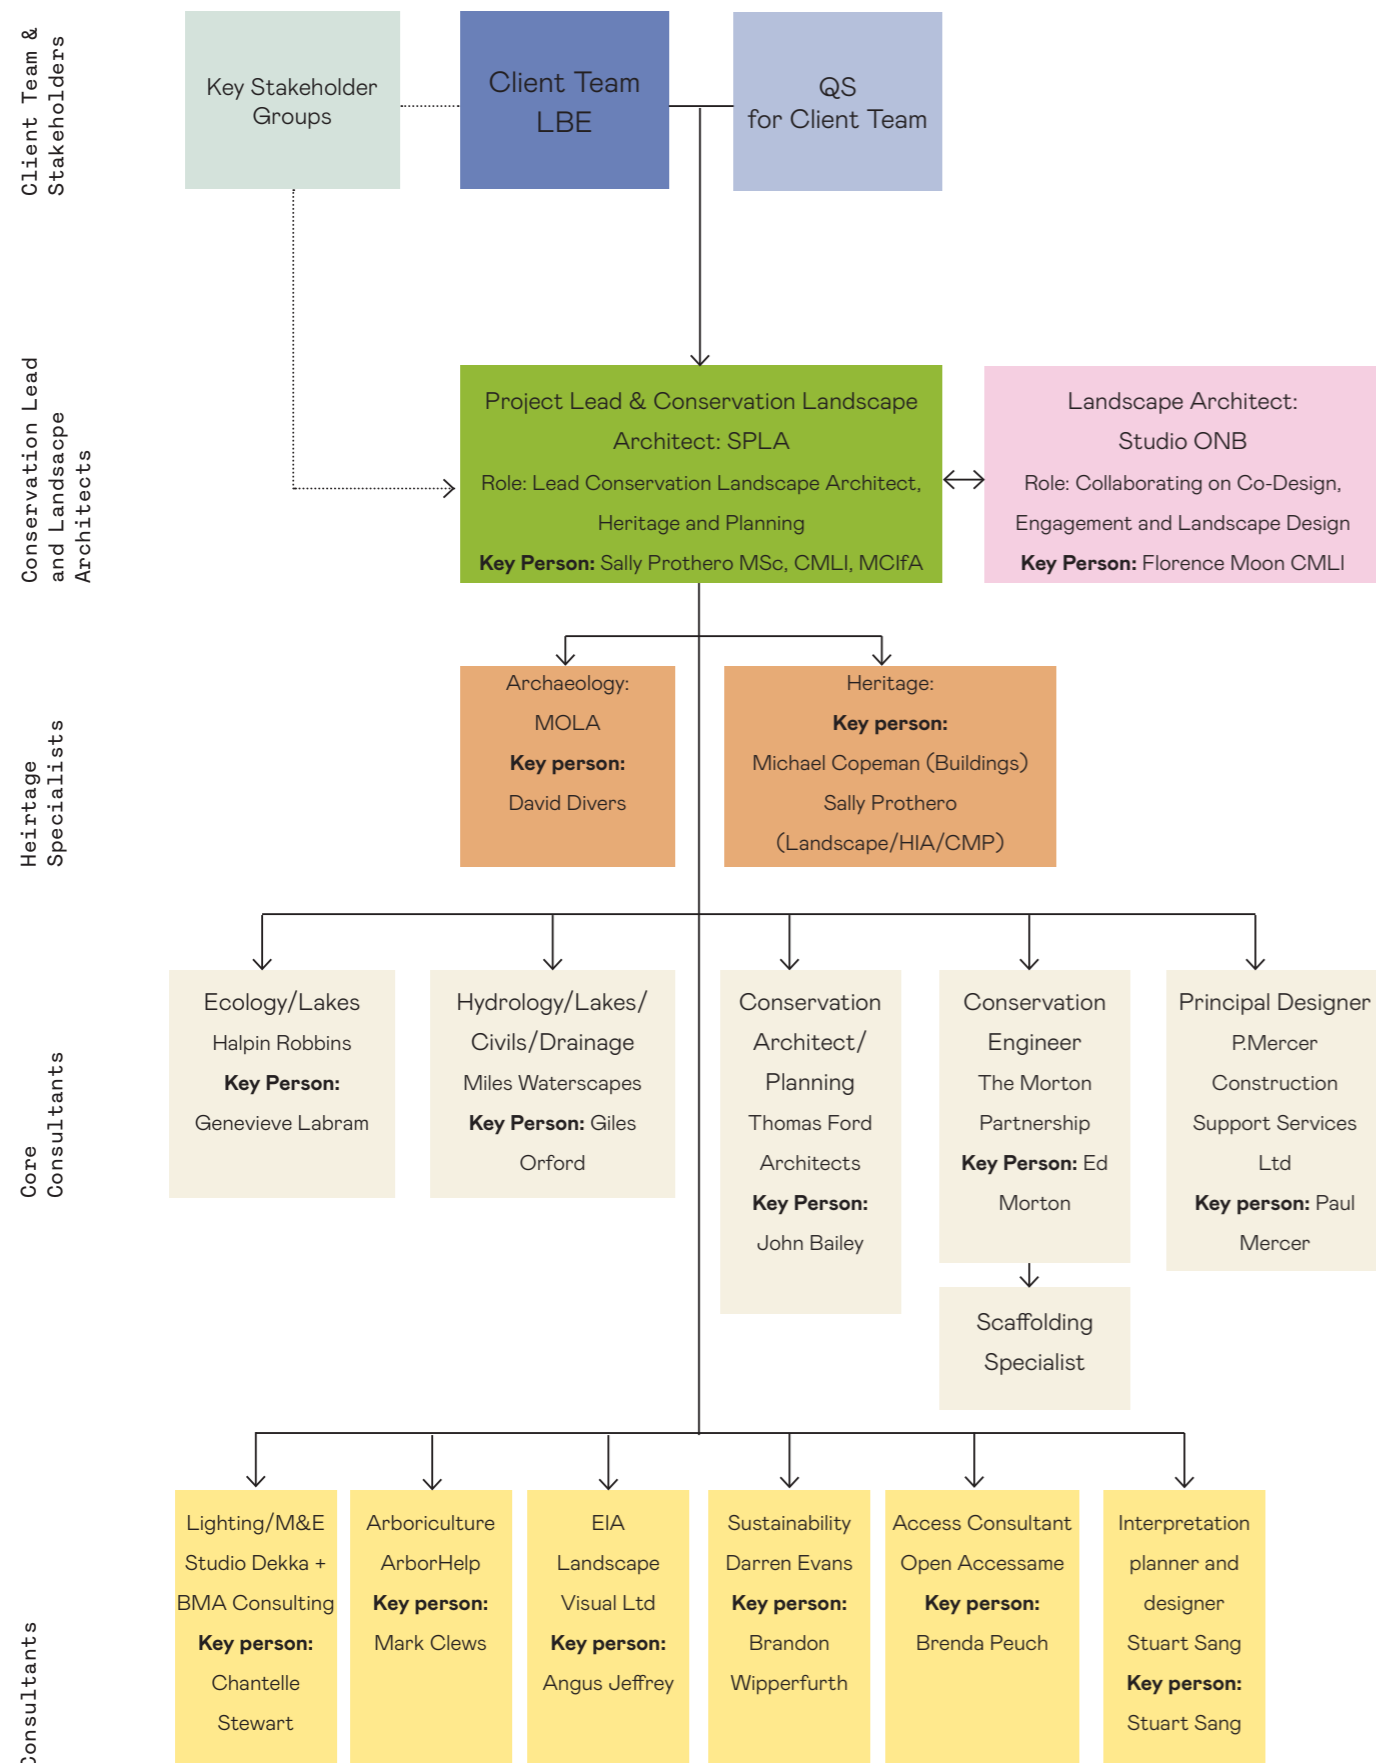 Client Team &
Stakeholders
Key Stakeholder
Groups
Client Team
LBE
QS
for Client Team
Conservation Lead
and Landsacpe
Architects
Project Lead & Conservation Landscape
Architect: SPLA
Role: Lead Conservation Landscape Architect,
Heritage and Planning
Key Person: Sally Prothero MSc, CMLI, MCIfA
Landscape Architect:
Studio ONB
Role: Collaborating on Co-Design,
Engagement and Landscape Design
Key Person: Florence Moon CMLI
Heirtage
Specialists
Archaeology:
MOLA
Key person:
David Divers
Heritage:
Key person:
Michael Copeman (Buildings)
Sally Prothero
(Landscape/HIA/CMP)
Core
Consultants
Ecology/Lakes
Halpin Robbins
Key Person:
Genevieve Labram
Hydrology/Lakes/
Civils/Drainage
Miles Waterscapes
Key Person: Giles
Orford
Conservation
Architect/
Planning
Thomas Ford
Architects
Key Person:
John Bailey
Conservation
Engineer
The Morton
Partnership
Key Person: Ed
Morton
Principal Designer
P.Mercer
Construction
Support Services
Ltd
Key person: Paul
Mercer
Scaffolding
Specialist
Consultants
Lighting/M&E
Studio Dekka +
BMA Consulting
Key person:
Chantelle
Stewart
Arboriculture
ArborHelp
Key person:
Mark Clews
EIA
Landscape
Visual Ltd
Key person:
Angus Jeffrey
Sustainability
Darren Evans
Key person:
Brandon
Wipperfurth
Access Consultant
Open Accessame
Key person:
Brenda Peuch
Interpretation
planner and
designer
Stuart Sang
Key person:
Stuart Sang